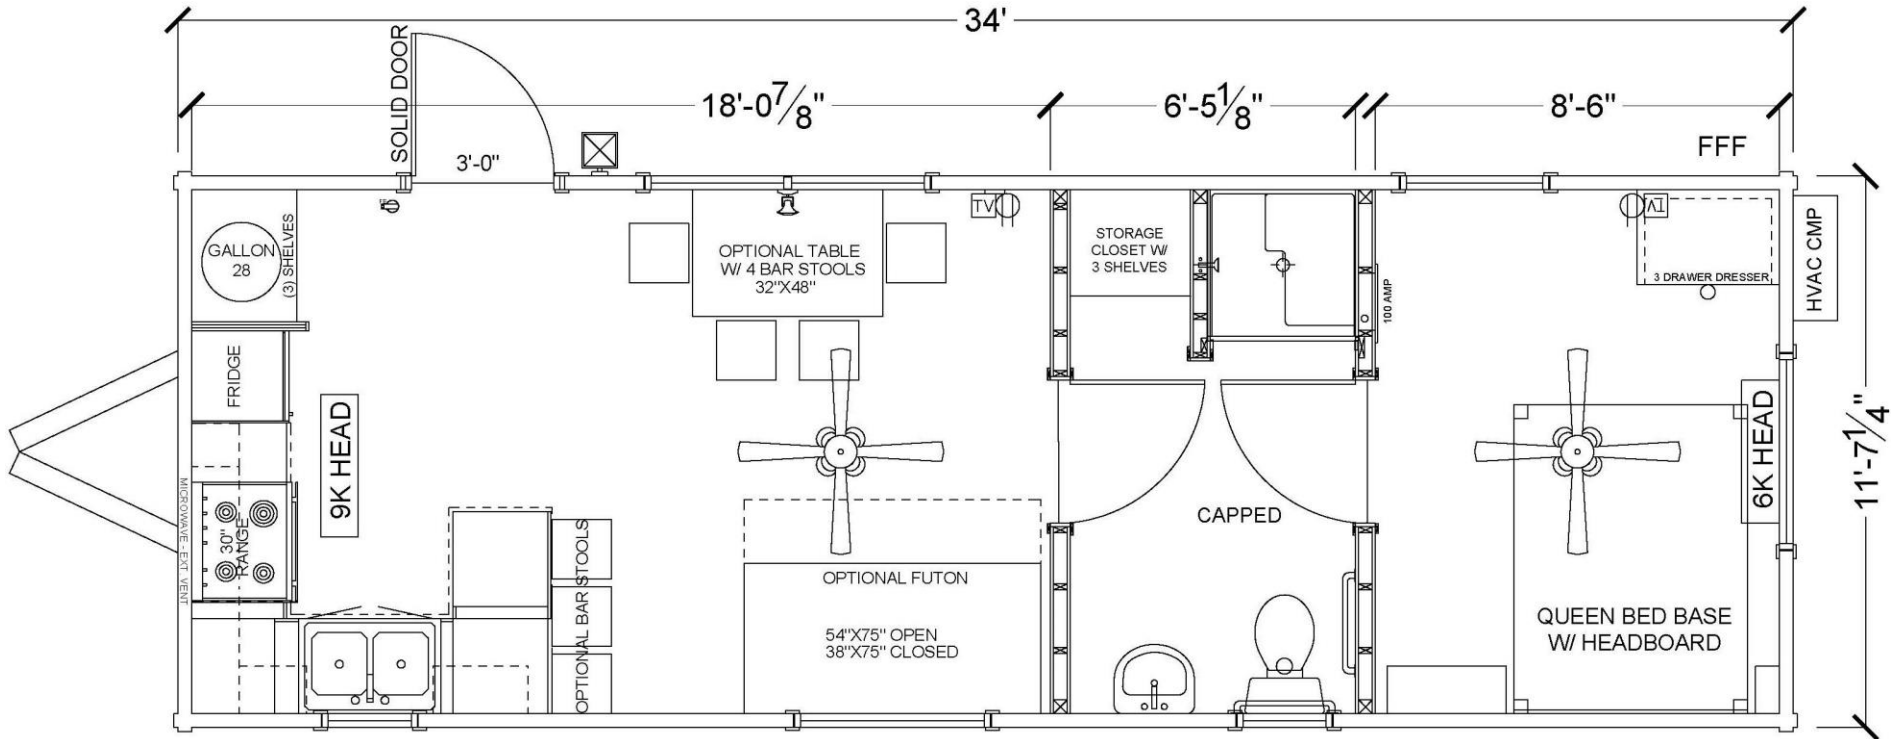 34'
18'-0 7/8"
6'-5 1/8"
8'-6"
SOLID DOOR
3'-0"
FFF
GALLON
28
(3) SHELVES
OPTIONAL TABLE
W/ 4 BAR STOOLS
32"X48"
TV
STORAGE
CLOSET W/
3 SHELVES
100 AMP
TV
3 DRAWER DRESSER
HVAC CMP
FRIDGE
9K HEAD
6K HEAD
11'-7 1/4"
MICROWAVE - EXT. VENT
30"
RANGE
OPTIONAL BAR STOOLS
OPTIONAL FUTON
54"X75" OPEN
38"X75" CLOSED
CAPPED
QUEEN BED BASE
W/ HEADBOARD